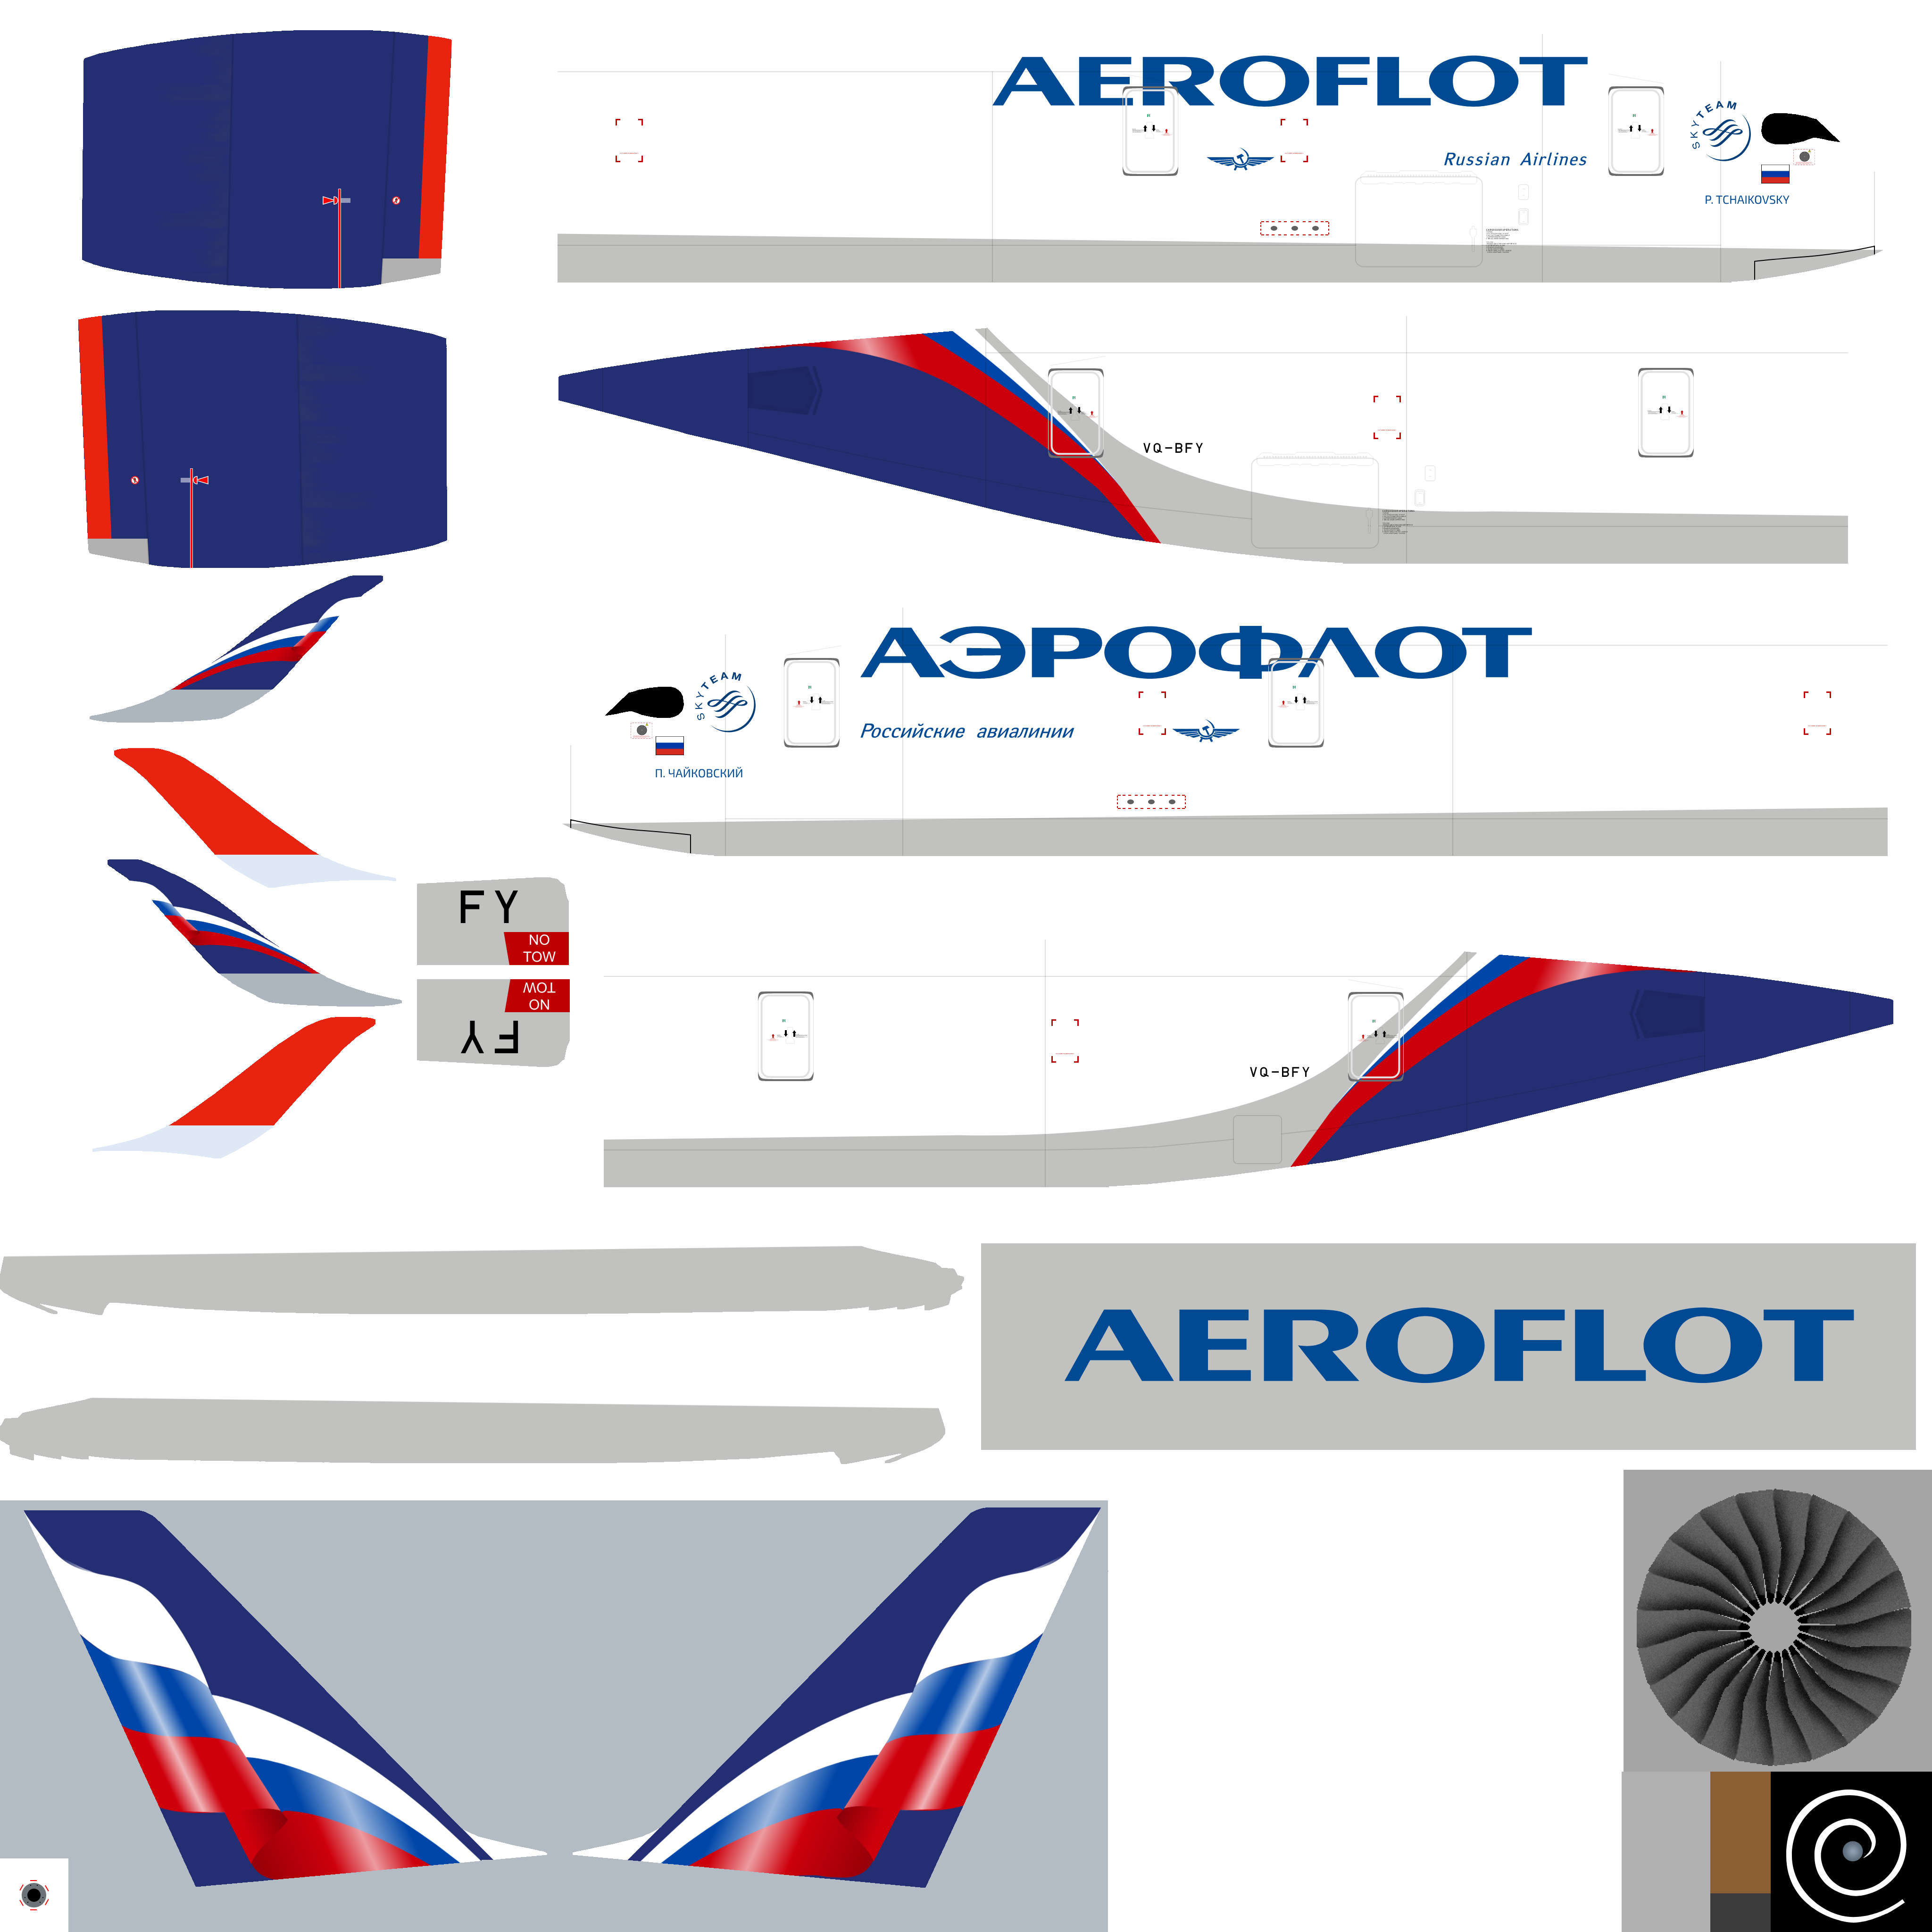 AEROFLOT
SKYTEAM
Russian Airlines
P. TCHAIKOVSKY
VQ-BFY
АЭРОФЛОТ
SKYTEAM
Российские авиалинии
П. ЧАЙКОВСКИЙ
FY
NO
TOW
NO
TOW
FY
VQ-BFY
AEROFLOT